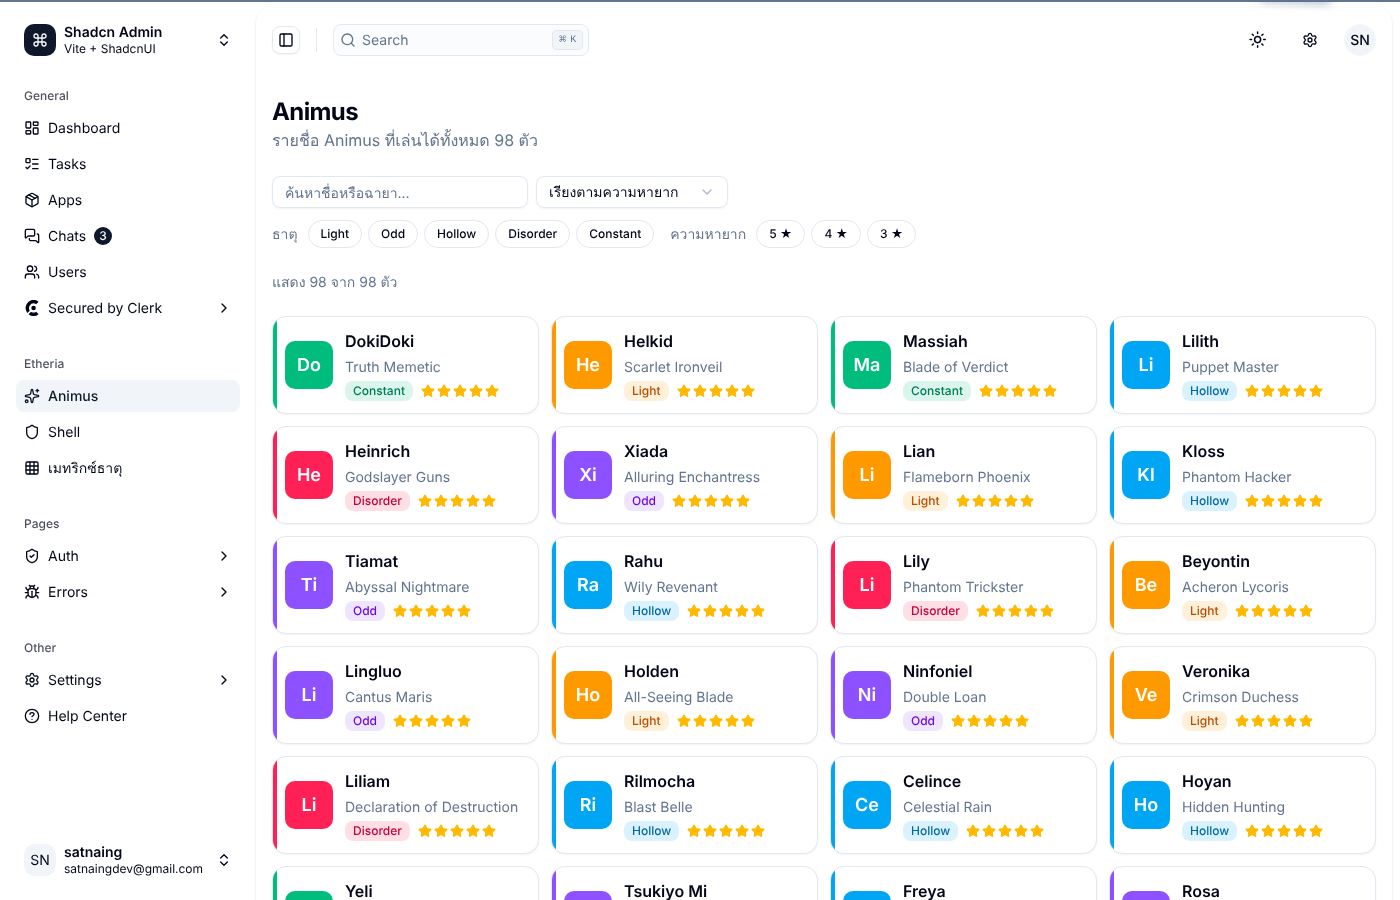 Shadcn Admin
Vite + ShadcnUI
General
Dashboard
Tasks
Apps
Chats 3
Users
Secured by Clerk
Etheria
Animus
Shell
เมทริกซ์ธาตุ
Pages
Auth
Errors
Other
Settings
Help Center
SN
satnaing
satnaingdev@gmail.com
Search ⌘ K
SN
Animus
รายชื่อ Animus ที่เล่นได้ทั้งหมด 98 ตัว
ค้นหาชื่อหรือฉายา...
เรียงตามความหายาก
ธาตุ Light Odd Hollow Disorder Constant ความหายาก 5 ★ 4 ★ 3 ★
แสดง 98 จาก 98 ตัว
Do
DokiDoki
Truth Memetic
Constant
He
Helkid
Scarlet Ironveil
Light
Ma
Massiah
Blade of Verdict
Constant
Li
Lilith
Puppet Master
Hollow
He
Heinrich
Godslayer Guns
Disorder
Xi
Xiada
Alluring Enchantress
Odd
Li
Lian
Flameborn Phoenix
Light
Kl
Kloss
Phantom Hacker
Hollow
Ti
Tiamat
Abyssal Nightmare
Odd
Ra
Rahu
Wily Revenant
Hollow
Li
Lily
Phantom Trickster
Disorder
Be
Beyontin
Acheron Lycoris
Light
Li
Lingluo
Cantus Maris
Odd
Ho
Holden
All-Seeing Blade
Light
Ni
Ninfoniel
Double Loan
Odd
Ve
Veronika
Crimson Duchess
Light
Li
Liliam
Declaration of Destruction
Disorder
Ri
Rilmocha
Blast Belle
Hollow
Ce
Celince
Celestial Rain
Hollow
Ho
Hoyan
Hidden Hunting
Hollow
Yeli
Tsukiyo Mi
Freya
Rosa